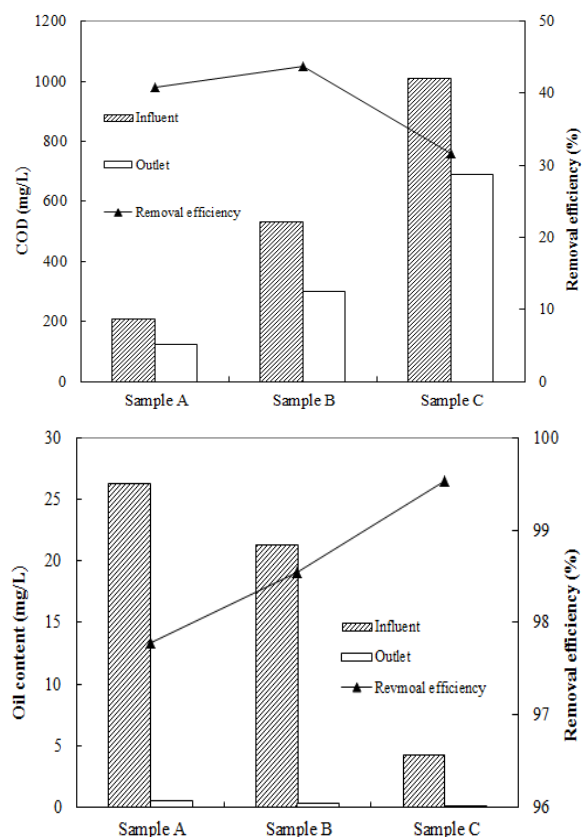 1200
1000
800
600
400
200
0
COD (mg/L)
50
40
30
20
10
0
Removal efficiency (%)
Influent
Outlet
Removal efficiency
Sample A
Sample B
Sample C
30
25
20
15
10
5
0
Oil content (mg/L)
100
99
98
97
96
Removal efficiency (%)
Influent
Outlet
Revmoal efficiency
Sample A
Sample B
Sample C